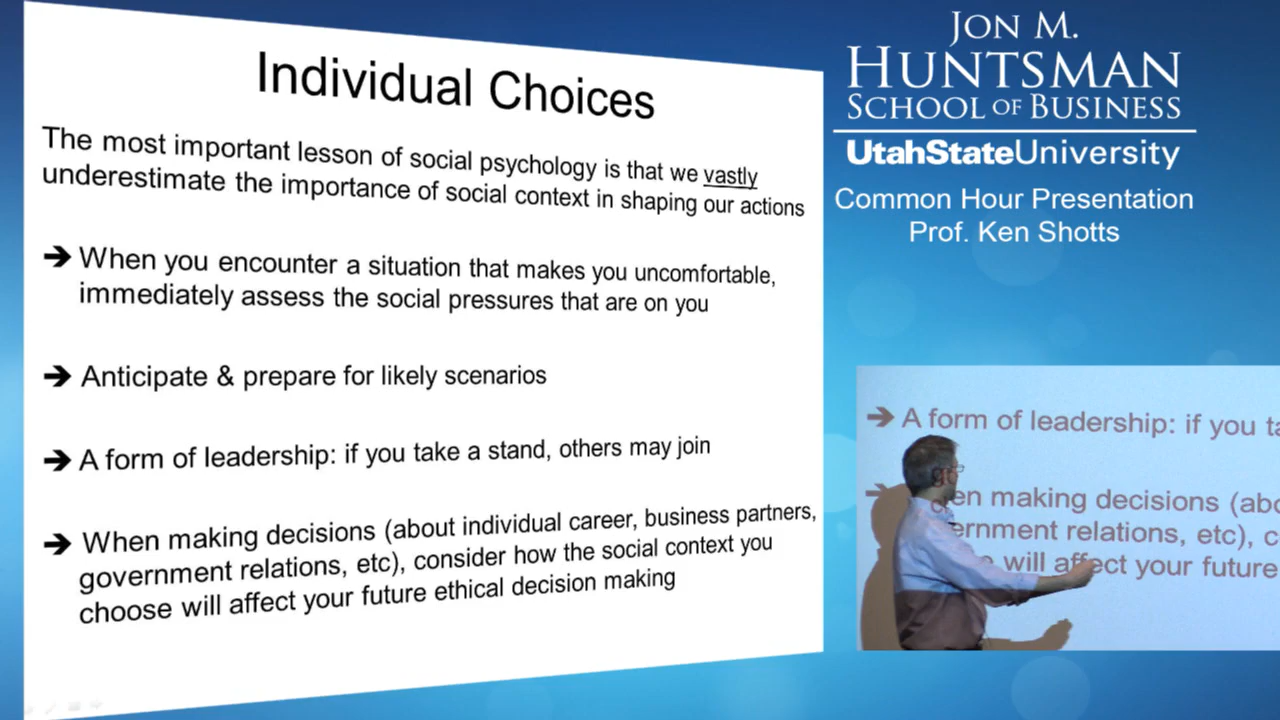 Individual Choices
The most important lesson of social psychology is that we vastly
underestimate the importance of social context in shaping our actions
➔ When you encounter a situation that makes you uncomfortable,
immediately assess the social pressures that are on you
➔ Anticipate & prepare for likely scenarios
➔ A form of leadership: if you take a stand, others may join
➔ When making decisions (about individual career, business partners,
government relations, etc), consider how the social context you
choose will affect your future ethical decision making
JON M.
HUNTSMAN
SCHOOL OF BUSINESS
UtahStateUniversity
Common Hour Presentation
Prof. Ken Shotts
➔ A form of leadership: if you
making decisions
relations, etc),
will affect your future